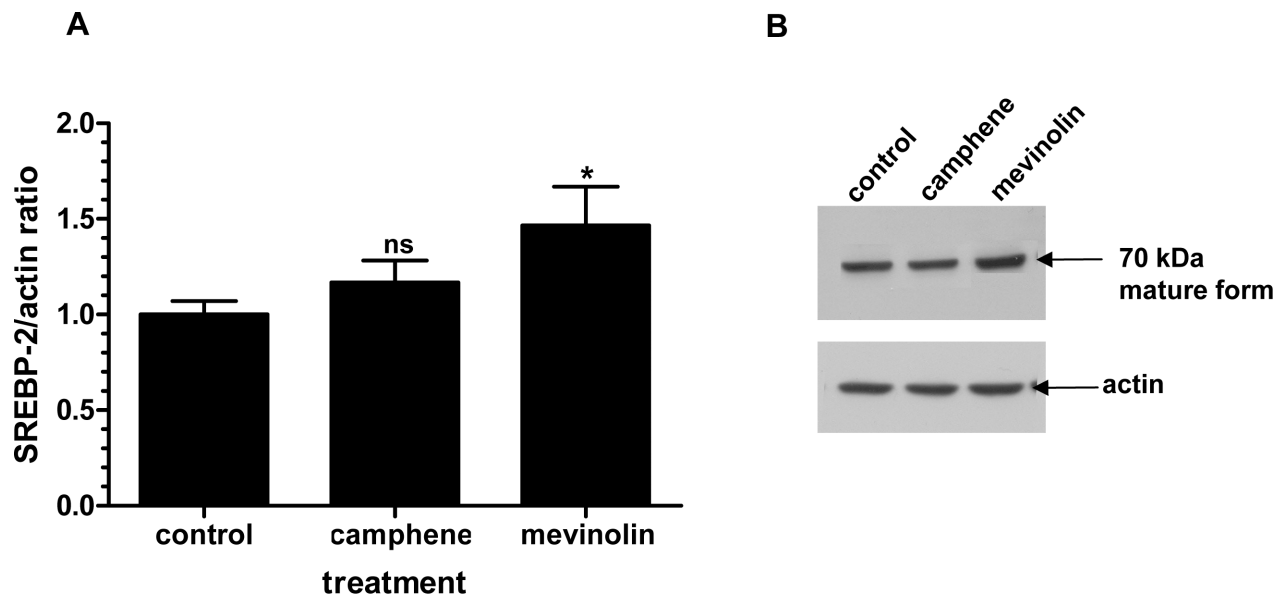 A
B
2.0
1.5
1.0
0.5
0.0
SREBP-2/actin ratio
ns
*
control
camphene
mevinolin
treatment
control
camphene
mevinolin
70 kDa
mature form
actin